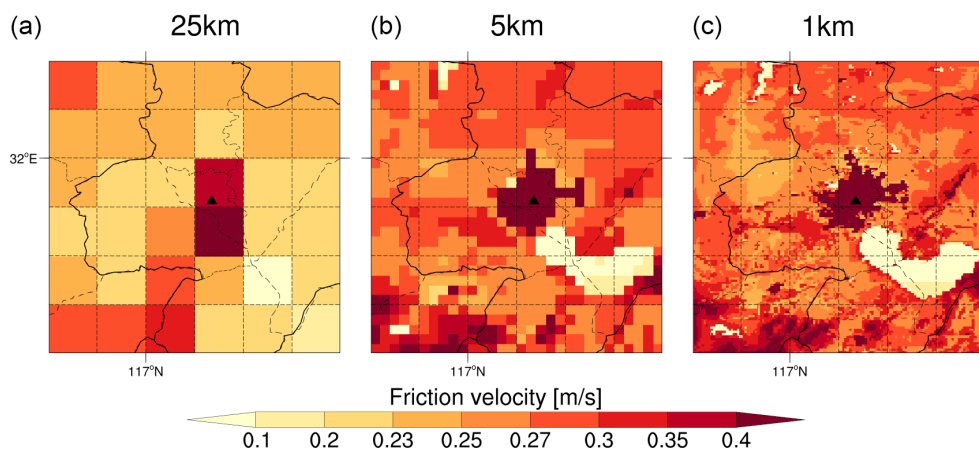 (a) 25km (b) 5km (c) 1km
32°E
117°N 117°N 117°N
Friction velocity [m/s]
0.1 0.2 0.23 0.25 0.27 0.3 0.35 0.4